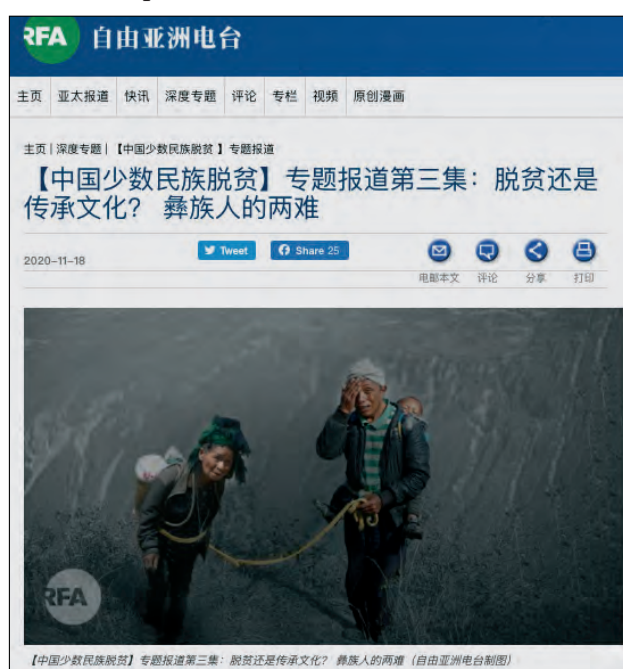 RFA 自由亚洲电台
主页 亚太报道 快讯 深度专题 评论 专栏 视频 原创漫画
主页 | 深度专题 | 【中国少数民族脱贫 】专题报道
【中国少数民族脱贫】专题报道第三集：脱贫还是
传承文化？ 彝族人的两难
2020-11-18
Tweet
Share 25
电邮本文 评论 分享 打印
RFA
【中国少数民族脱贫】专题报道第三集：脱贫还是传承文化？ 彝族人的两难（自由亚洲电台制图）